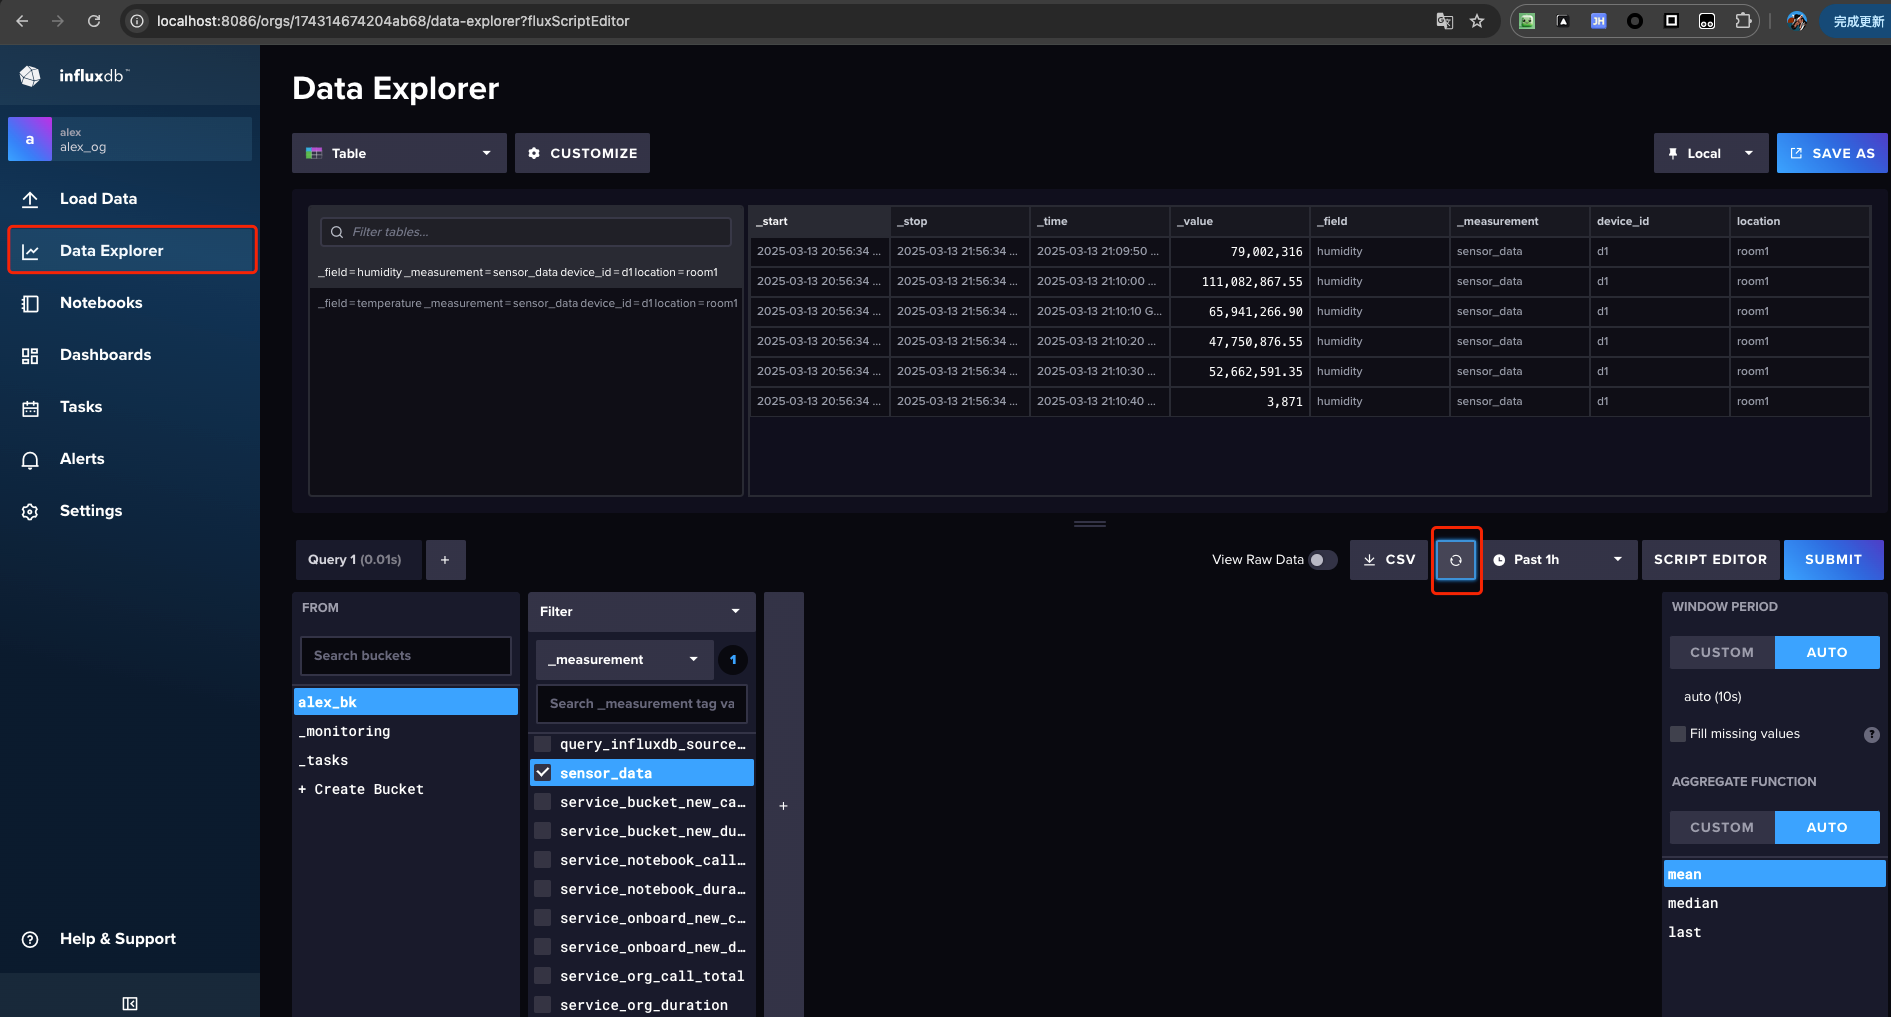 localhost:8086/orgs/174314674204ab68/data-explorer?fluxScriptEditor
完成更新
influxdb™
a
alex
alex_og
Load Data
Data Explorer
Notebooks
Dashboards
Tasks
Alerts
Settings
Help & Support
Data Explorer
Table
CUSTOMIZE
Local
SAVE AS
Filter tables...
_field=humidity _measurement=sensor_data device_id=d1 location=room1
_field=temperature _measurement=sensor_data device_id=d1 location=room1
_start _stop _time _value _field _measurement device_id location
2025-03-13 20:56:34 ... 2025-03-13 21:56:34 ... 2025-03-13 21:09:50 ... 79,002,316 humidity sensor_data d1 room1
2025-03-13 20:56:34 ... 2025-03-13 21:56:34 ... 2025-03-13 21:10:00 ... 111,082,867.55 humidity sensor_data d1 room1
2025-03-13 20:56:34 ... 2025-03-13 21:56:34 ... 2025-03-13 21:10:10 G... 65,941,266.90 humidity sensor_data d1 room1
2025-03-13 20:56:34 ... 2025-03-13 21:56:34 ... 2025-03-13 21:10:20 ... 47,750,876.55 humidity sensor_data d1 room1
2025-03-13 20:56:34 ... 2025-03-13 21:56:34 ... 2025-03-13 21:10:30 ... 52,662,591.35 humidity sensor_data d1 room1
2025-03-13 20:56:34 ... 2025-03-13 21:56:34 ... 2025-03-13 21:10:40 ... 3,871 humidity sensor_data d1 room1
Query 1 (0.01s)
+
View Raw Data
CSV
Past 1h
SCRIPT EDITOR
SUBMIT
FROM
Search buckets
alex_bk
_monitoring
_tasks
+ Create Bucket
Filter
_measurement
1
Search _measurement tag va
query_influxdb_source…
sensor_data
service_bucket_new_ca…
service_bucket_new_du…
service_notebook_call…
service_notebook_dura…
service_onboard_new_c…
service_onboard_new_d…
service_org_call_total
service_org_duration
+
WINDOW PERIOD
CUSTOM
AUTO
auto (10s)
Fill missing values
?
AGGREGATE FUNCTION
CUSTOM
AUTO
mean
median
last